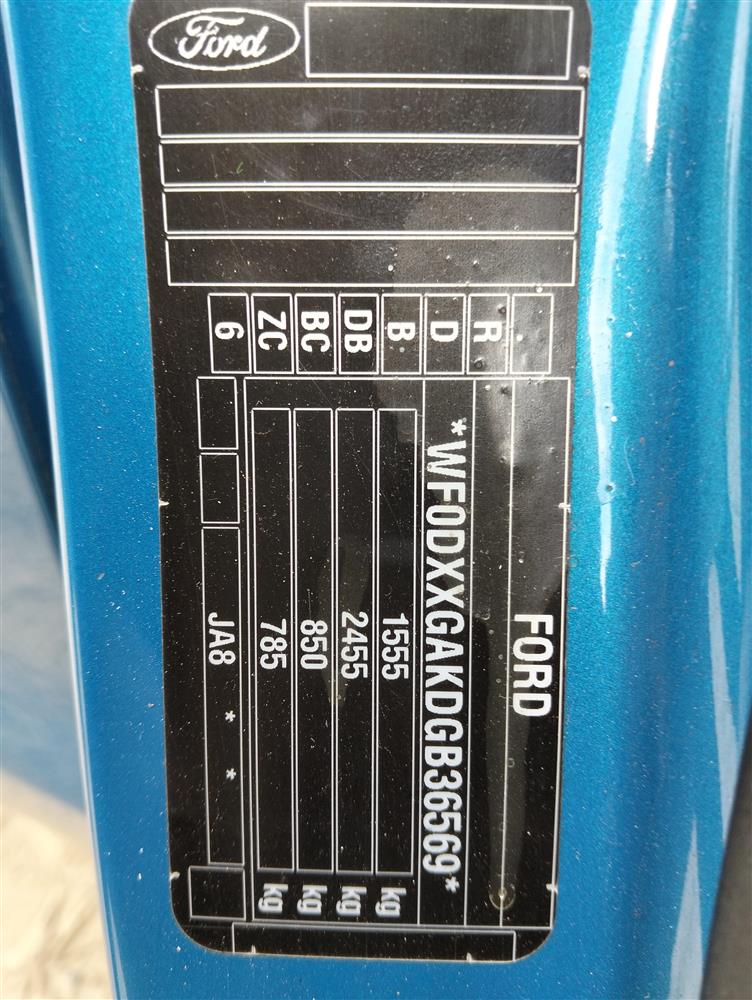 Ford
R FORD
D *WF0DXXGAKDGB36569*
B 1555 kg
DB 2455 kg
BC 850 kg
ZC 785 kg
6 JA8 * *